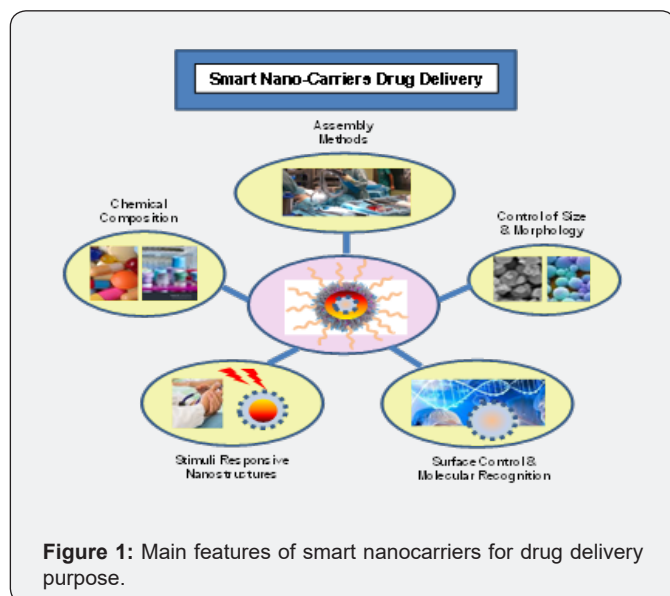 Smart Nano-Carriers Drug Delivery
Assembly
Methods
Chemical
Composition
Control of Size
& Morphology
Stimuli Responsive
Nanostructures
Surface Control &
Molecular Recognition
Figure 1: Main features of smart nanocarriers for drug delivery
purpose.